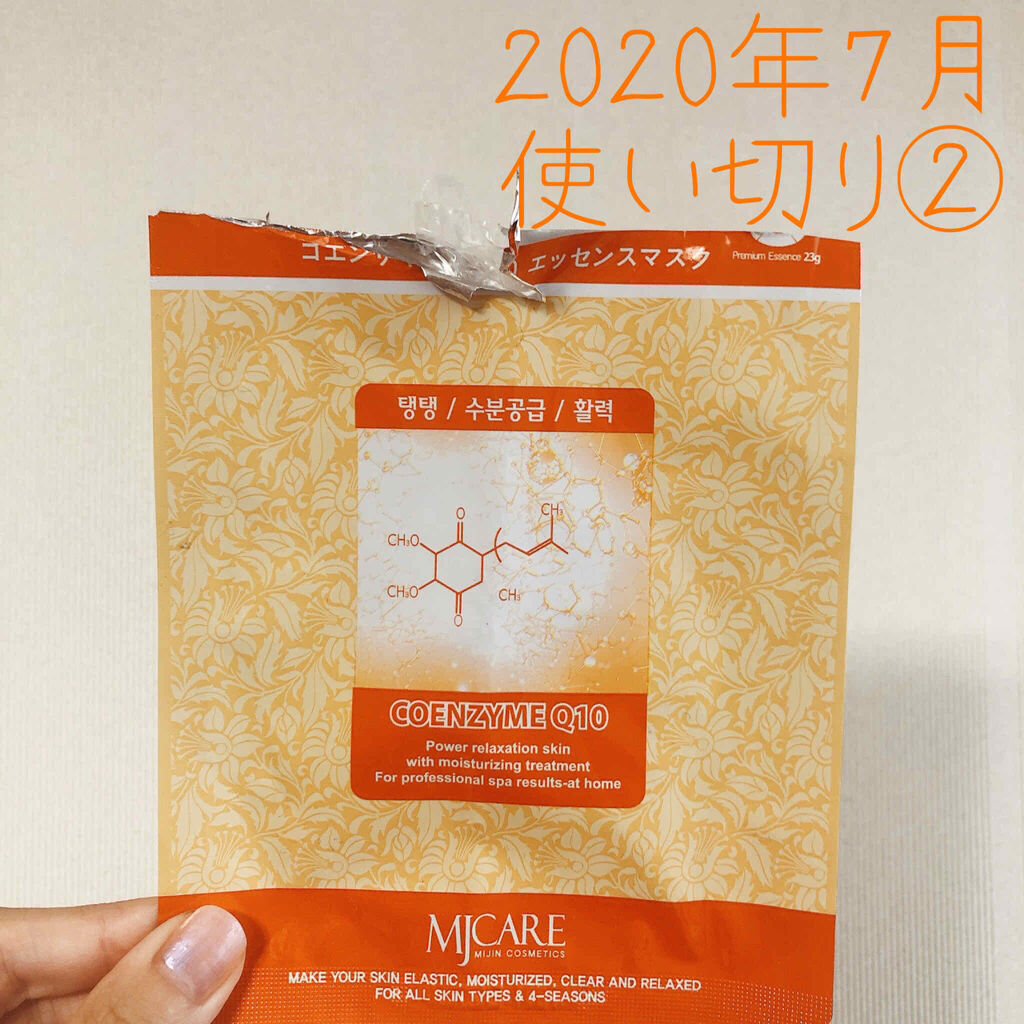 2020年7月
使い切り②
エッセンスマスク
Premium Essence 23g
탱탱 / 수분공급 / 활력
CH₃
O
CH₃O
CH₃O
CH₃
O
COENZYME Q10
Power relaxation skin
with moisturizing treatment
For professional spa results-at home
MJCARE
MIJIN COSMETICS
MAKE YOUR SKIN ELASTIC, MOISTURIZED, CLEAR AND RELAXED
FOR ALL SKIN TYPES & 4-SEASONS